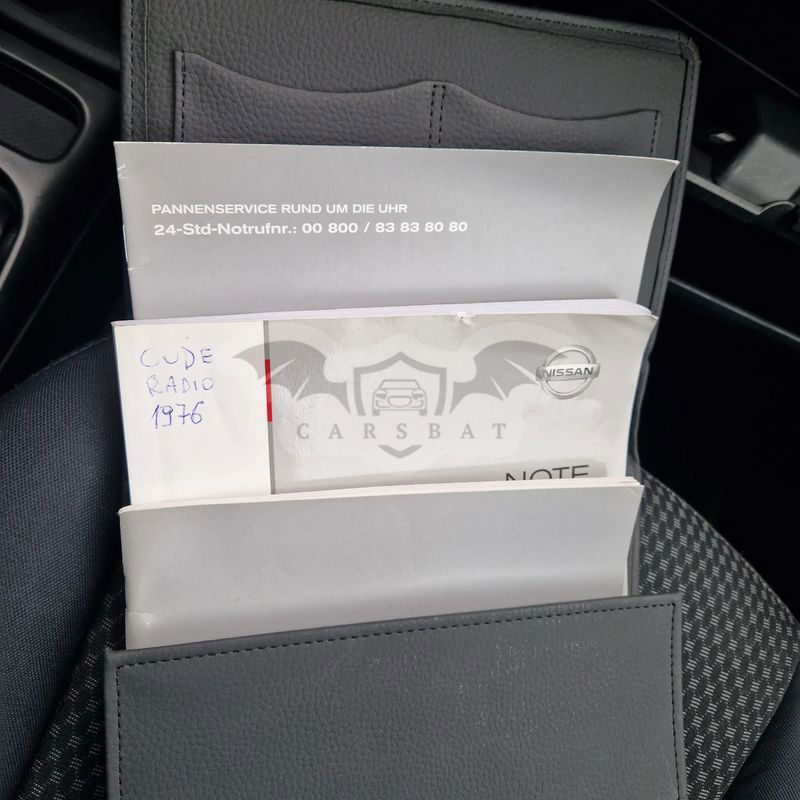 PANNENSERVICE RUND UM DIE UHR
24-Std-Notrufnr.: 00 800 / 83 83 80 80
CODE
RADIO
1976
NISSAN
CARSBAT
NOTE